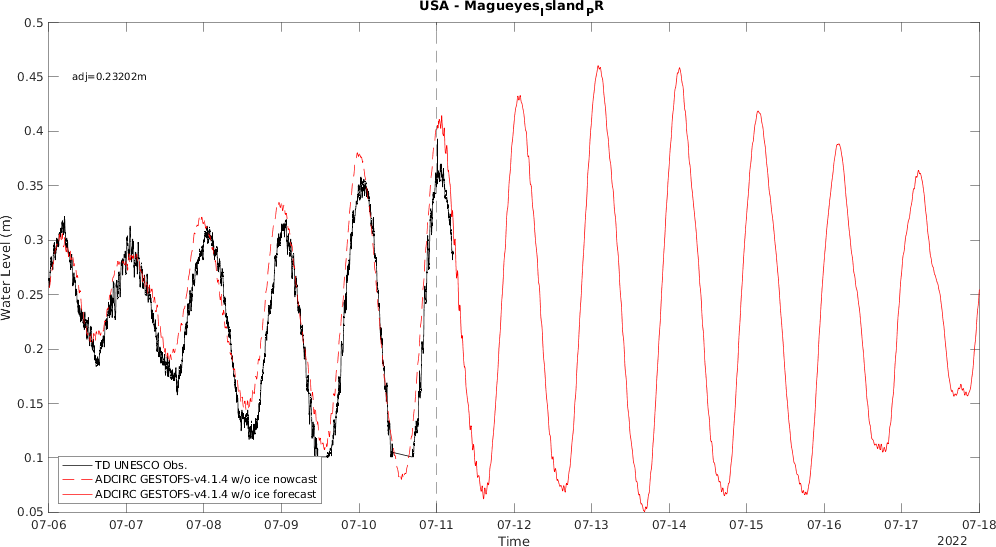 USA - Magueyes_Island_PR
0.5
0.45
adj=0.23202m
0.4
0.35
0.3
0.25
0.2
0.15
0.1
0.05
Water Level (m)
TD UNESCO Obs.
ADCIRC GESTOFS-v4.1.4 w/o ice nowcast
ADCIRC GESTOFS-v4.1.4 w/o ice forecast
07-06 07-07 07-08 07-09 07-10 07-11 07-12 07-13 07-14 07-15 07-16 07-17 07-18
Time
2022